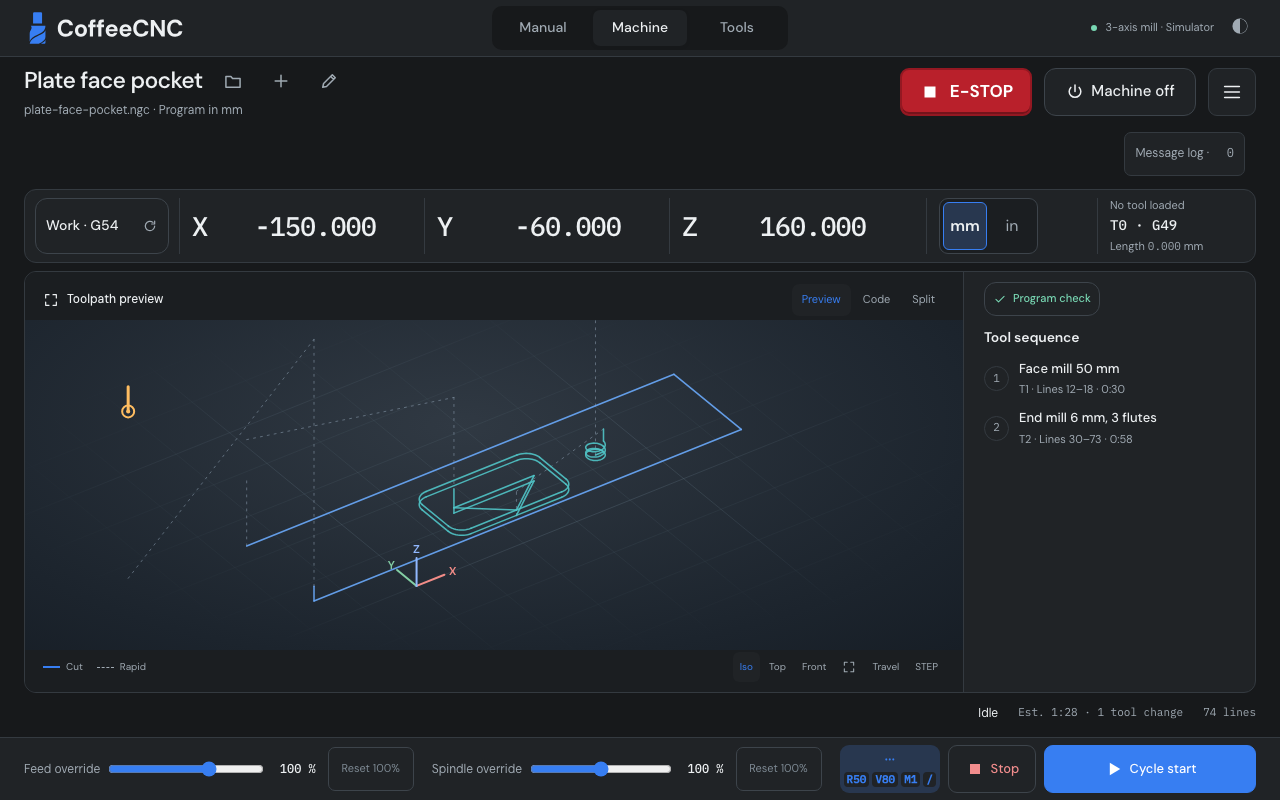 CoffeeCNC
Manual Machine Tools
3-axis mill · Simulator
Plate face pocket
plate-face-pocket.ngc · Program in mm
E-STOP
Machine off
Message log · 0
Work · G54
X -150.000
Y -60.000
Z 160.000
mm in
No tool loaded
T0 · G49
Length 0.000 mm
Toolpath preview
Preview Code Split
Z
Y
X
Cut Rapid
Iso Top Front Travel STEP
Program check
Tool sequence
1 Face mill 50 mm
T1 · Lines 12–18 · 0:30
2 End mill 6 mm, 3 flutes
T2 · Lines 30–73 · 0:58
Idle Est. 1:28 · 1 tool change 74 lines
Feed override 100 % Reset 100%
Spindle override 100 % Reset 100%
...
R50 V80 M1 /
Stop
Cycle start